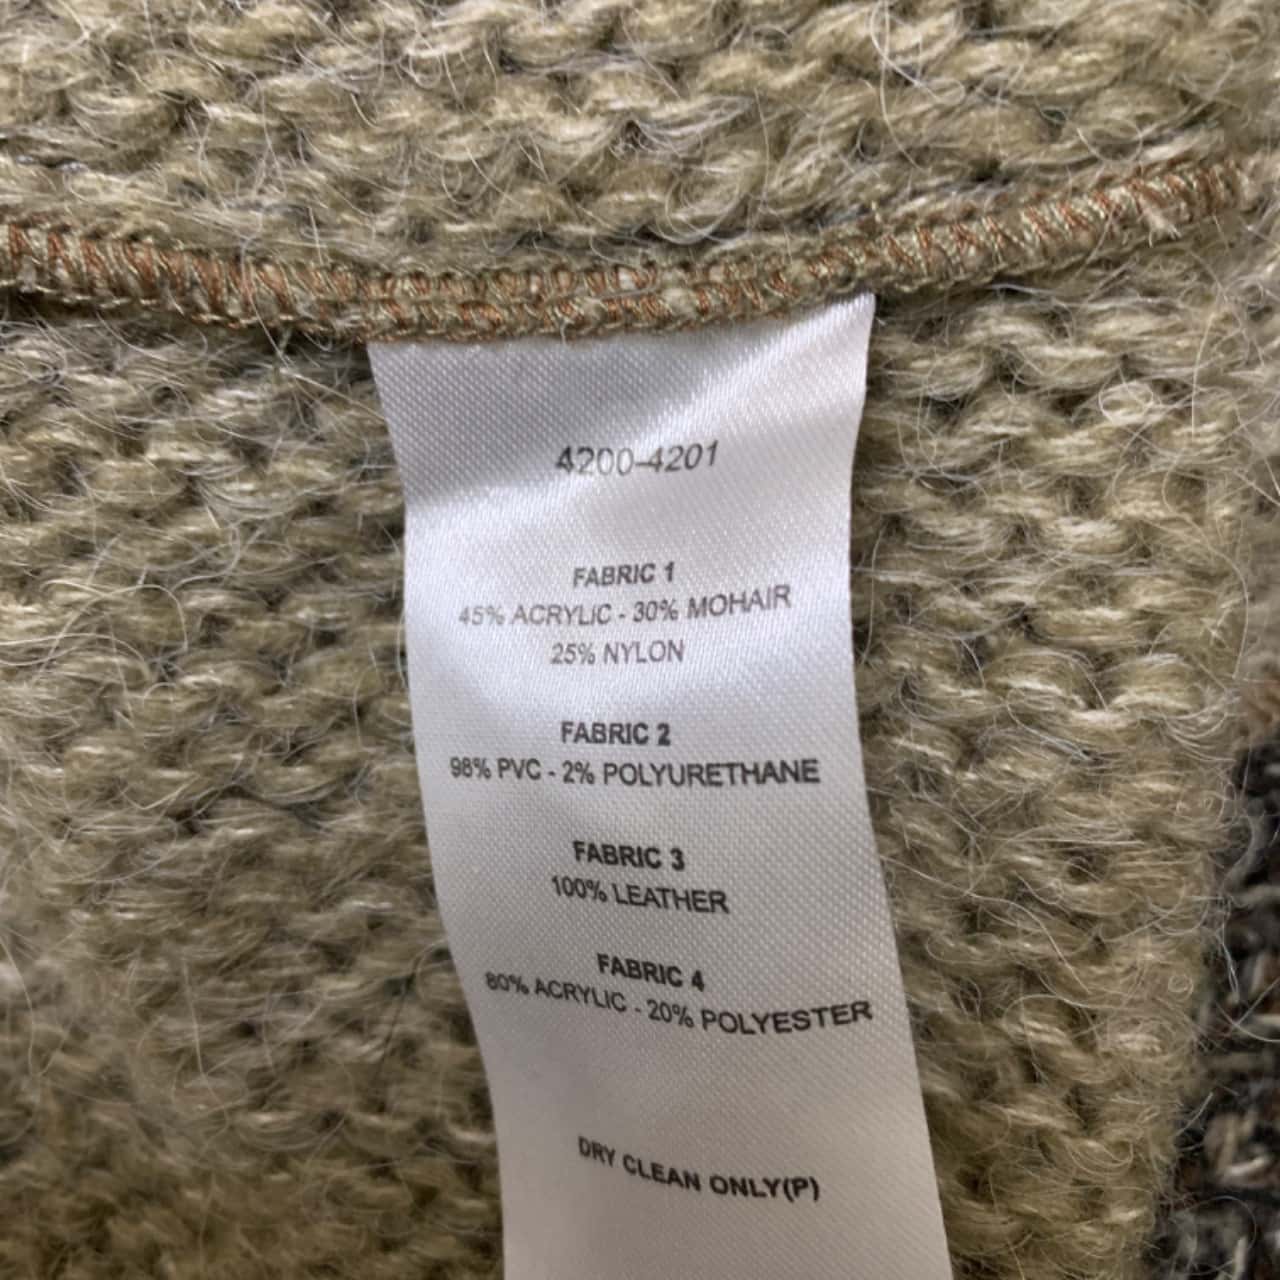 4200-4201
FABRIC 1
45% ACRYLIC - 30% MOHAIR
25% NYLON
FABRIC 2
98% PVC - 2% POLYURETHANE
FABRIC 3
100% LEATHER
FABRIC 4
80% ACRYLIC - 20% POLYESTER
DRY CLEAN ONLY(P)